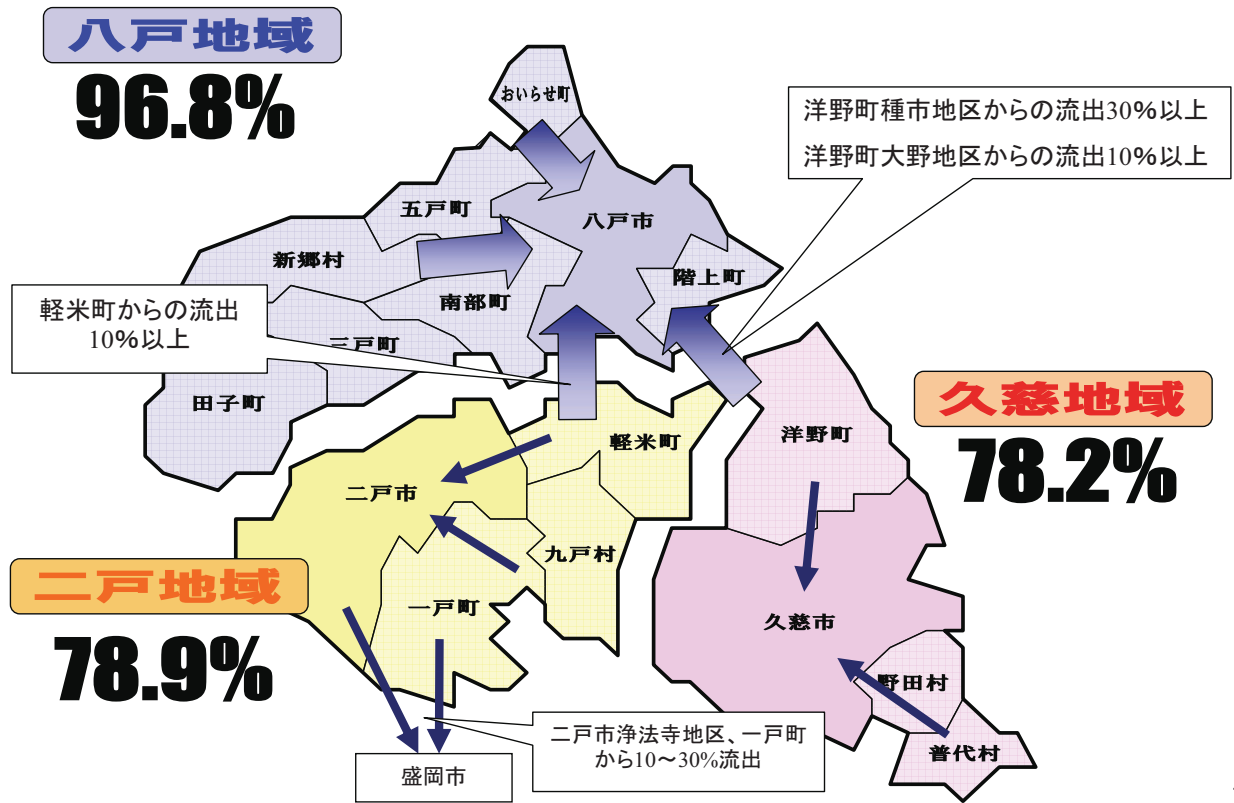 八戸地域
96.8%
おいらせ町
洋野町種市地区からの流出30%以上
洋野町大野地区からの流出10%以上
五戸町
八戸市
新郷村
階上町
南部町
軽米町からの流出
10%以上
三戸町
田子町
久慈地域
78.2%
軽米町
洋野町
二戸市
九戸村
二戸地域
78.9%
一戸町
久慈市
野田村
普代村
二戸市浄法寺地区、一戸町
から10～30%流出
盛岡市